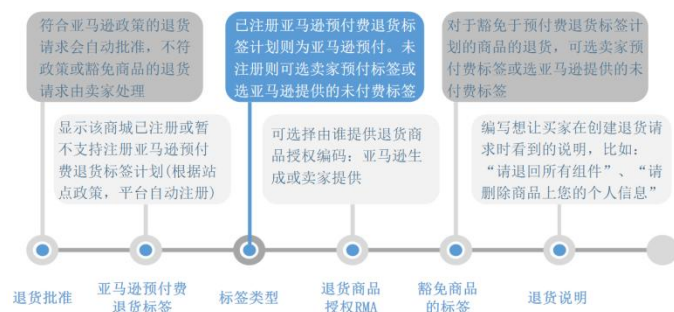 符合亚马逊政策的退货
请求会自动批准，不符
政策或豁免商品的退货
请求由卖家处理
已注册亚马逊预付费退货标
签计划则为亚马逊预付。未
注册则可选卖家预付标签或
选亚马逊提供的未付费标签
对于豁免于预付费退货标签计
划的商品的退货，可选卖家预
付费标签或选亚马逊提供的未
付费标签
显示该商城已注册或暂
不支持注册亚马逊预付
费退货标签计划(根据站
点政策，平台自动注册)
可选择由谁提供退货商
品授权编码：亚马逊生
成或卖家提供
编写想让买家在创建退货请
求时看到的说明，比如：
“请退回所有组件”、“请
删除商品上您的个人信息”
退货批准
亚马逊预付费
退货标签
标签类型
退货商品
授权RMA
豁免商品
的标签
退货说明